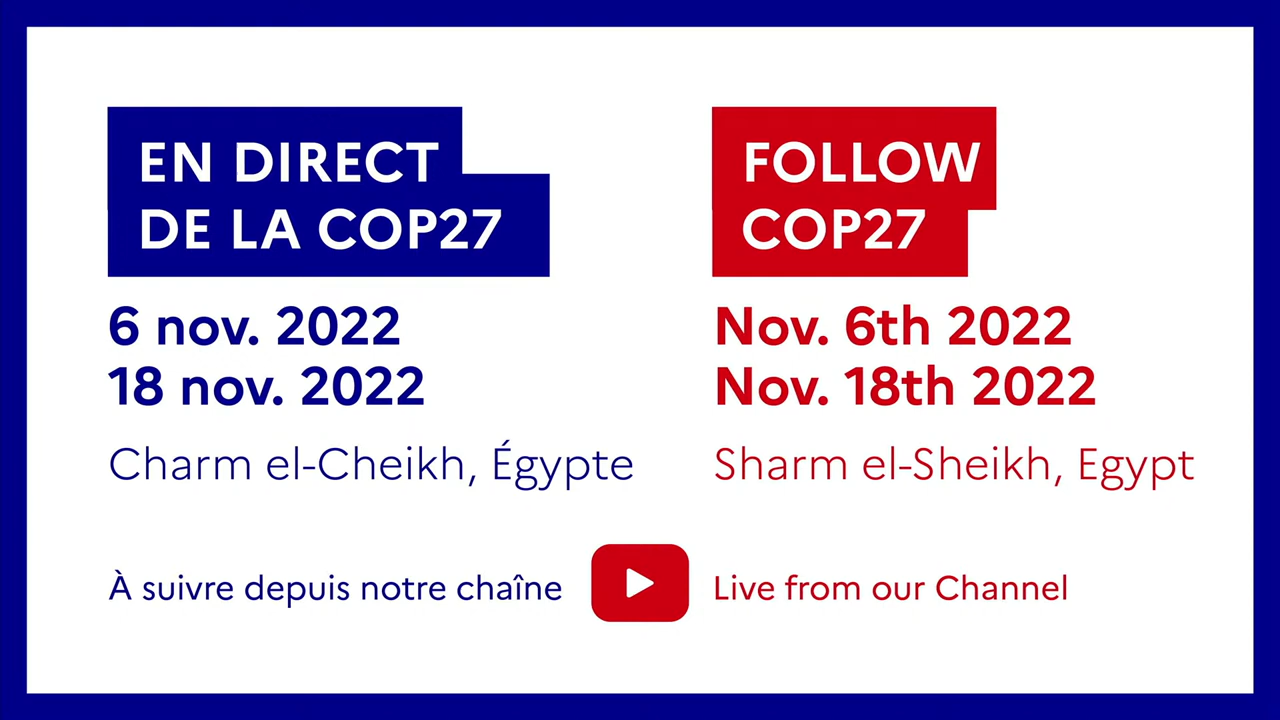 EN DIRECT
DE LA COP27
6 nov. 2022
18 nov. 2022
Charm el-Cheikh, Égypte
À suivre depuis notre chaîne
FOLLOW
COP27
Nov. 6th 2022
Nov. 18th 2022
Sharm el-Sheikh, Egypt
Live from our Channel